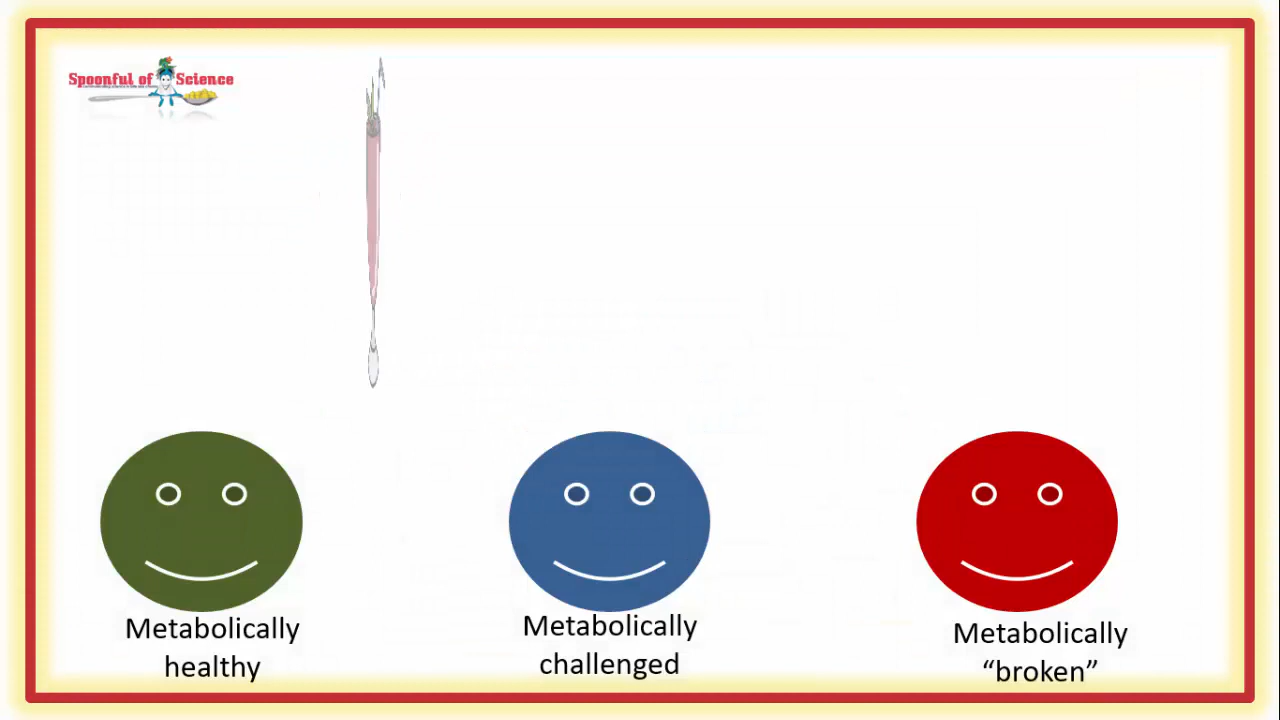 Spoonful of Science
Metabolically
healthy
Metabolically
challenged
Metabolically
“broken”